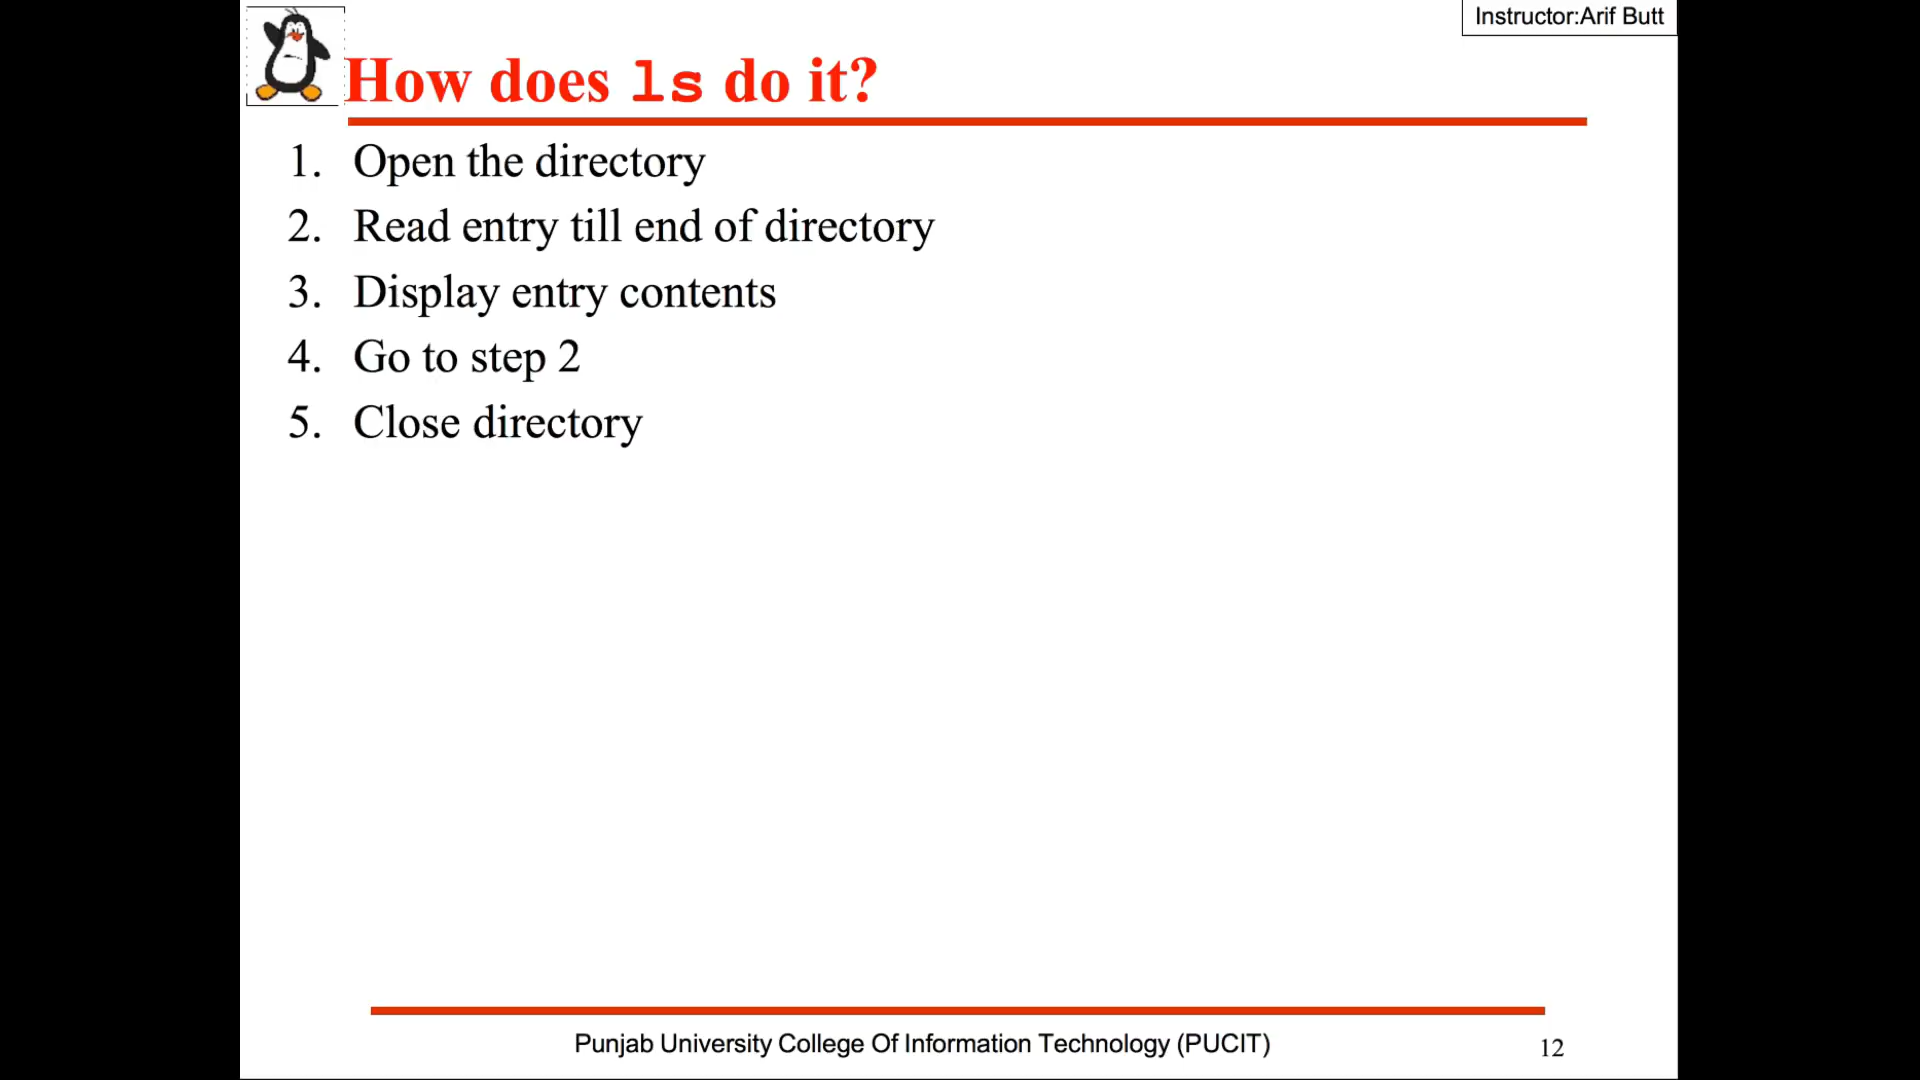 Instructor:Arif Butt
How does ls do it?
1. Open the directory
2. Read entry till end of directory
3. Display entry contents
4. Go to step 2
5. Close directory
Punjab University College Of Information Technology (PUCIT)
12